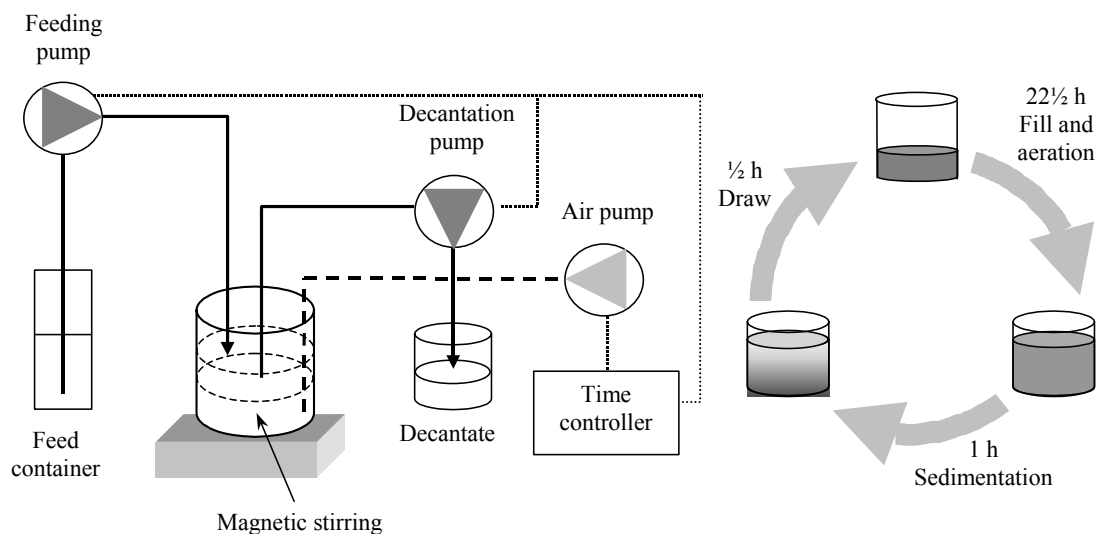 Feeding
pump
Decantation
pump
Air pump
Time
controller
Feed
container
Decantate
Magnetic stirring
22½ h
Fill and
aeration
½ h
Draw
1 h
Sedimentation